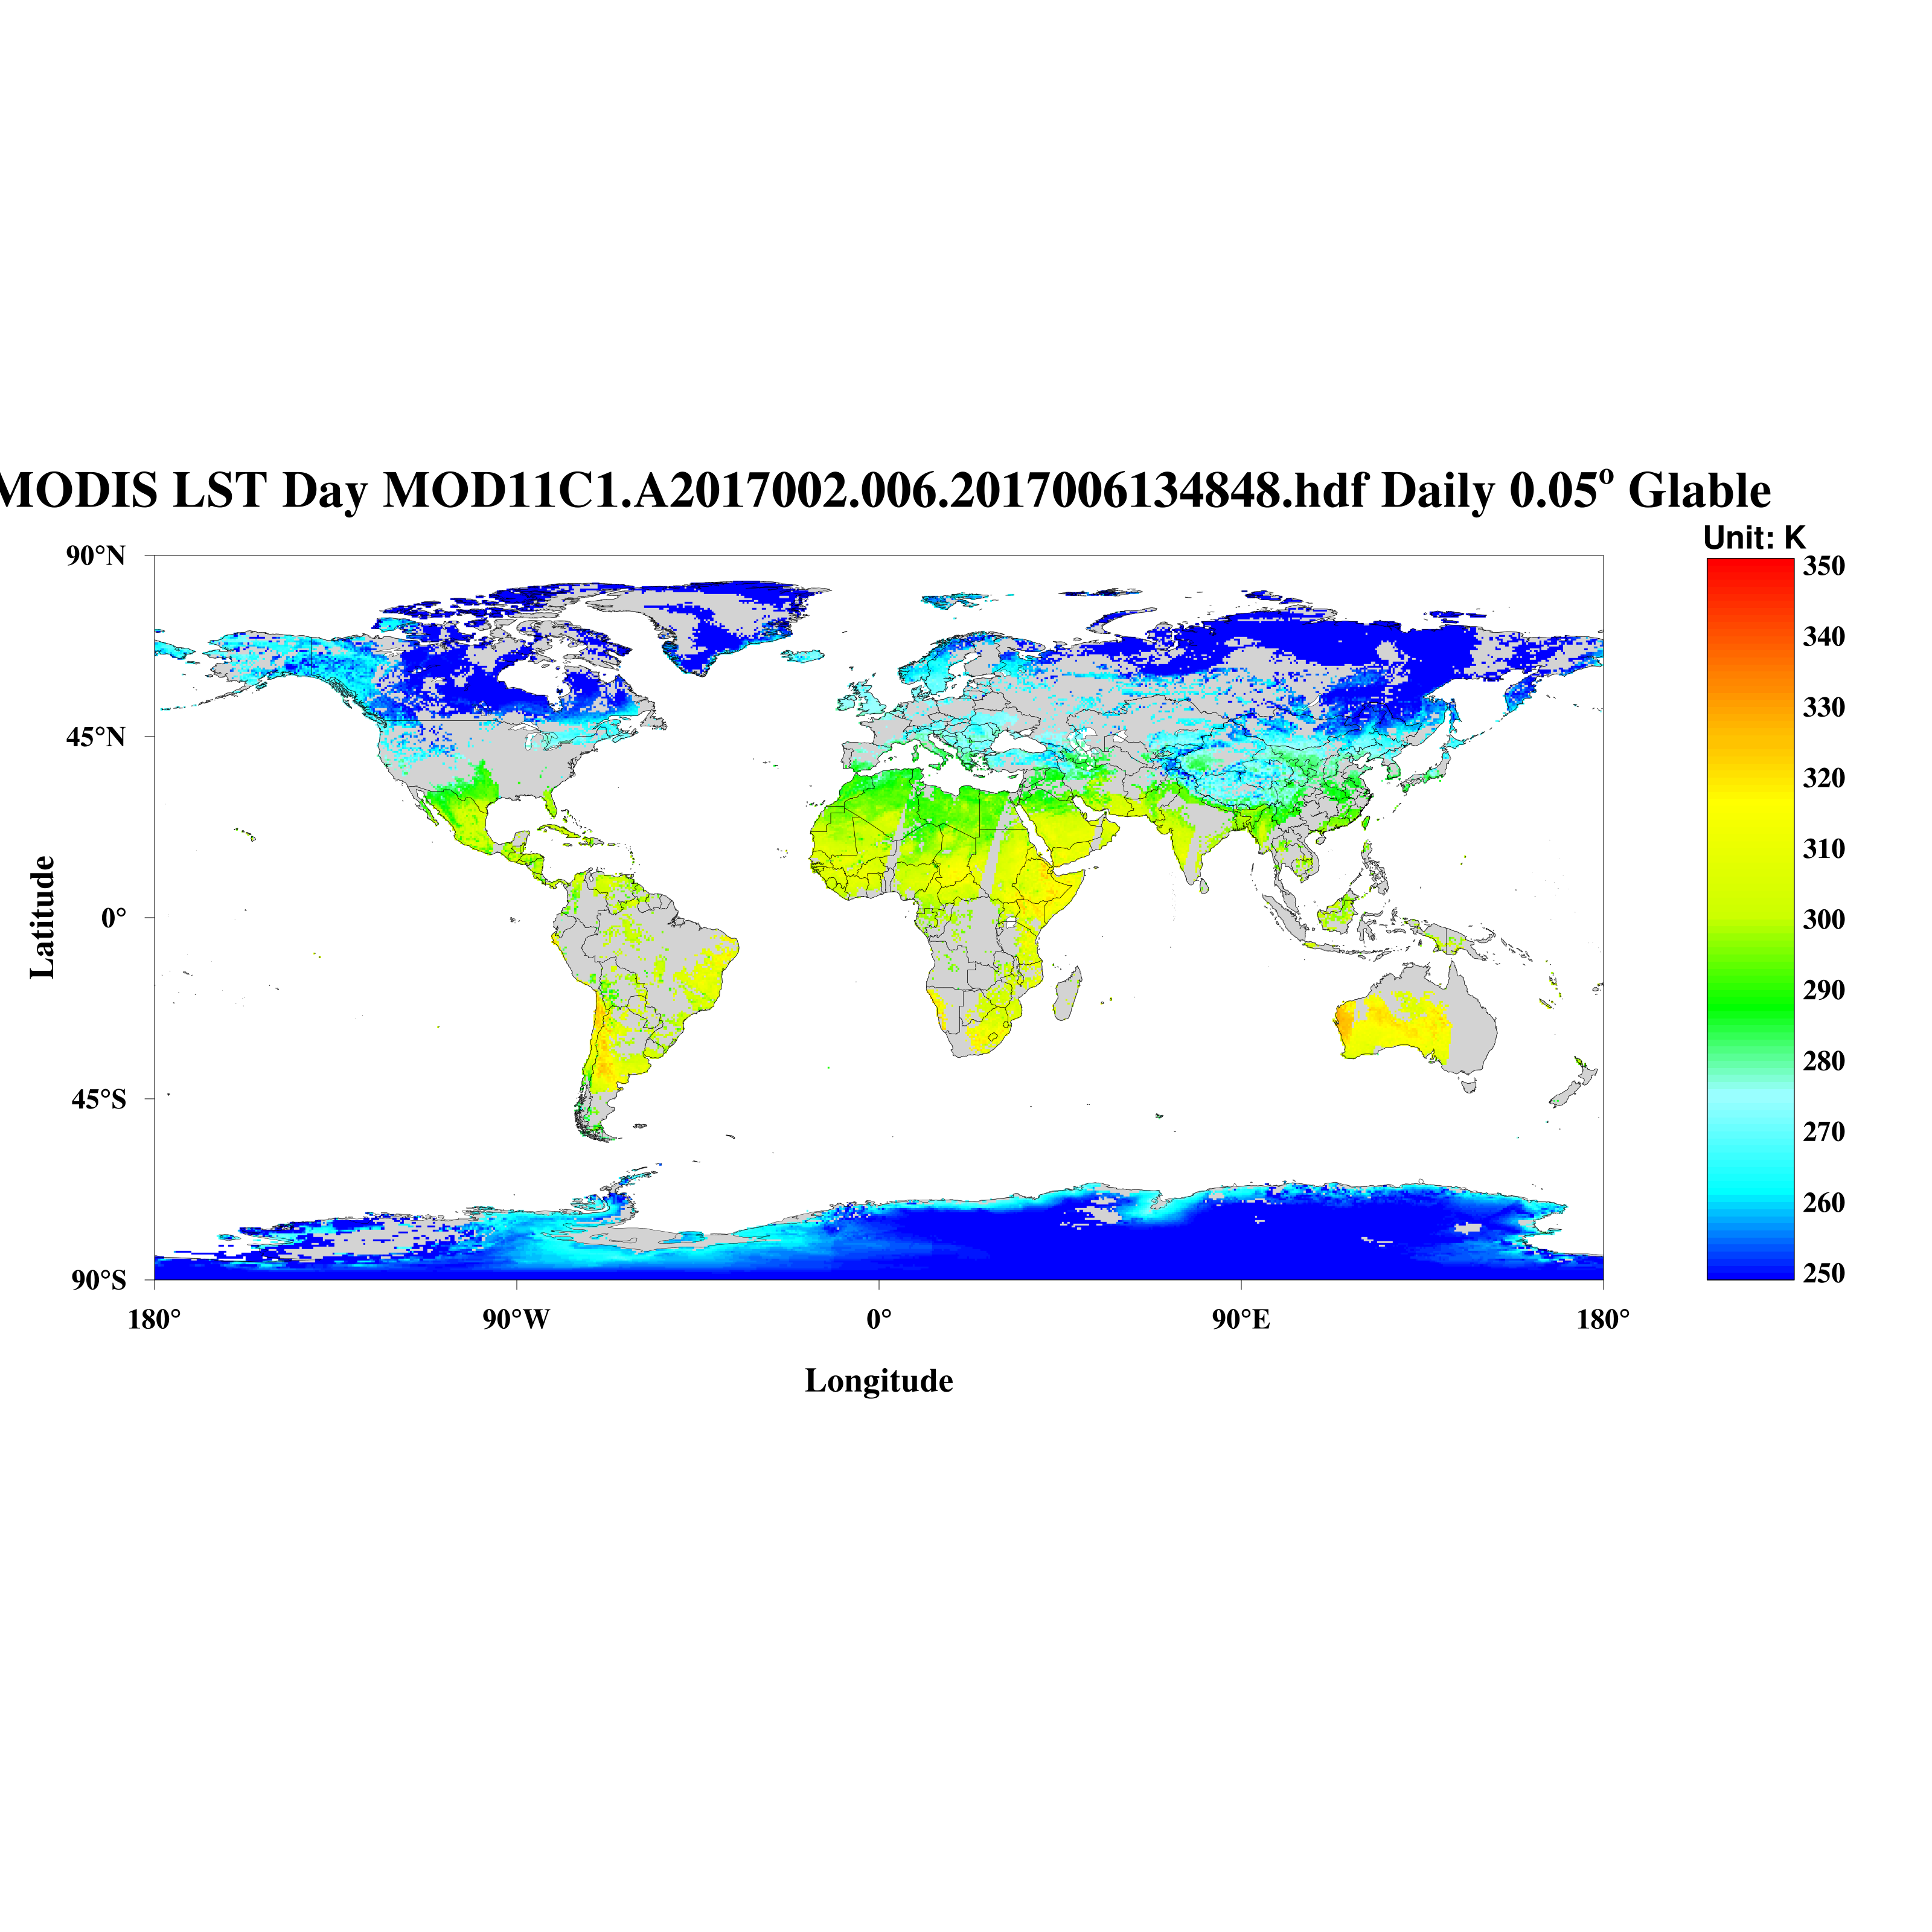 MODIS LST Day MOD11C1.A2017002.006.2017006134848.hdf Daily 0.05º Glable
Unit: K
90°N
45°N
0°
45°S
90°S
Latitude
180°
90°W
0°
90°E
180°
Longitude
350
340
330
320
310
300
290
280
270
260
250